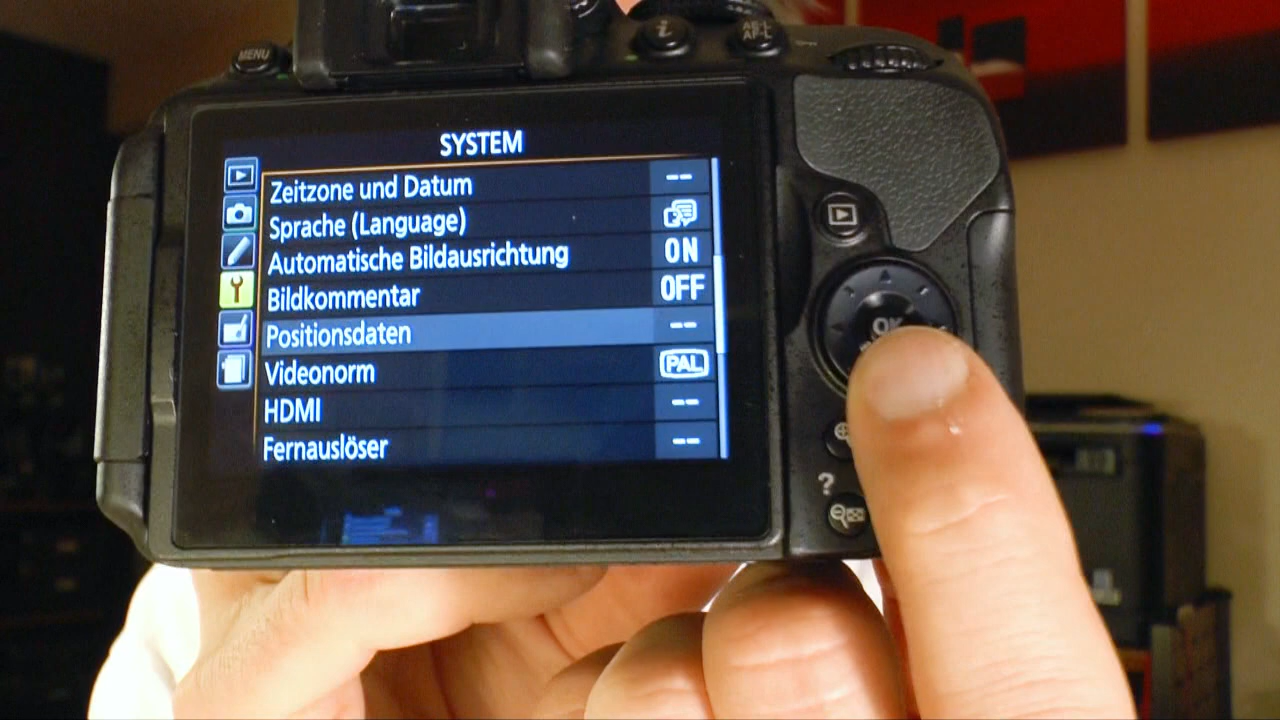 MENU
i
AE-L
AF-L
SYSTEM
Zeitzone und Datum --
Sprache (Language)
Automatische Bildausrichtung ON
Bildkommentar OFF
Positionsdaten --
Videonorm PAL
HDMI --
Fernauslöser --
OK
?